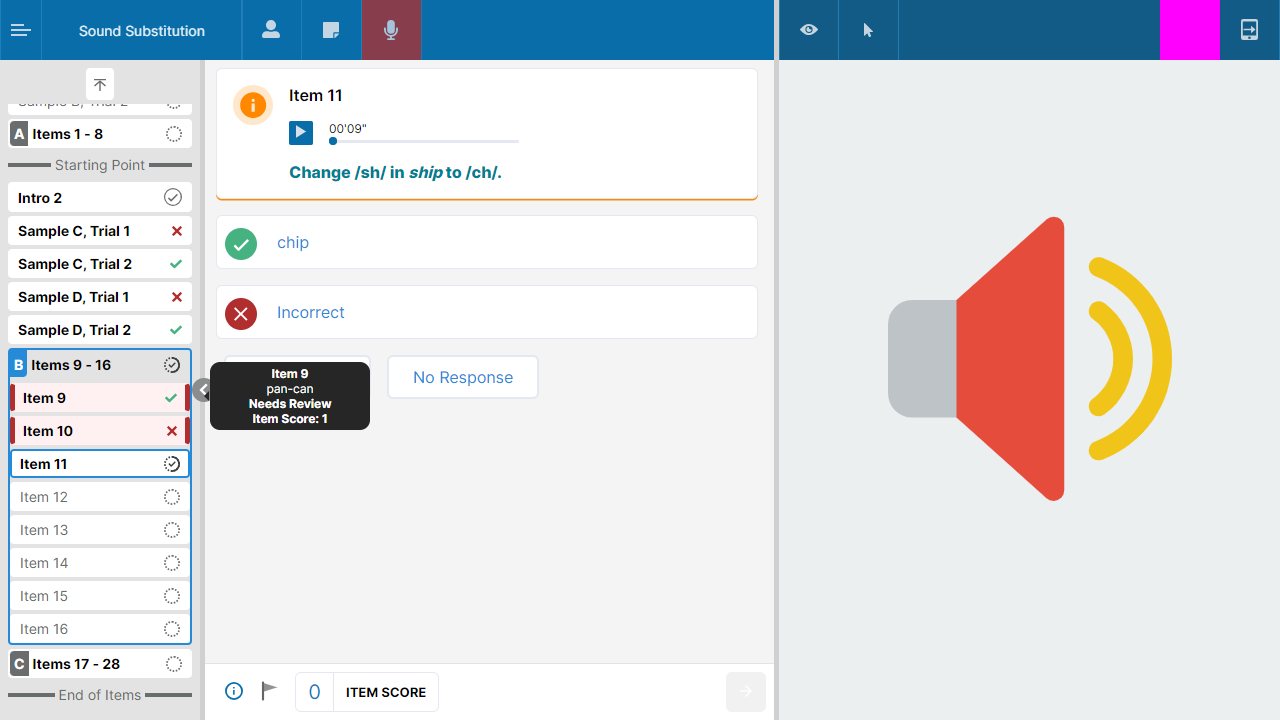 Sound Substitution
A Items 1 - 8
Starting Point
Intro 2
Sample C, Trial 1
Sample C, Trial 2
Sample D, Trial 1
Sample D, Trial 2
B Items 9 - 16
Item 9
Item 10
Item 11
Item 12
Item 13
Item 14
Item 15
Item 16
C Items 17 - 28
End of Items
Item 11
00'09"
Change /sh/ in ship to /ch/.
chip
Incorrect
No Response
Item 9
pan-can
Needs Review
Item Score: 1
0 ITEM SCORE